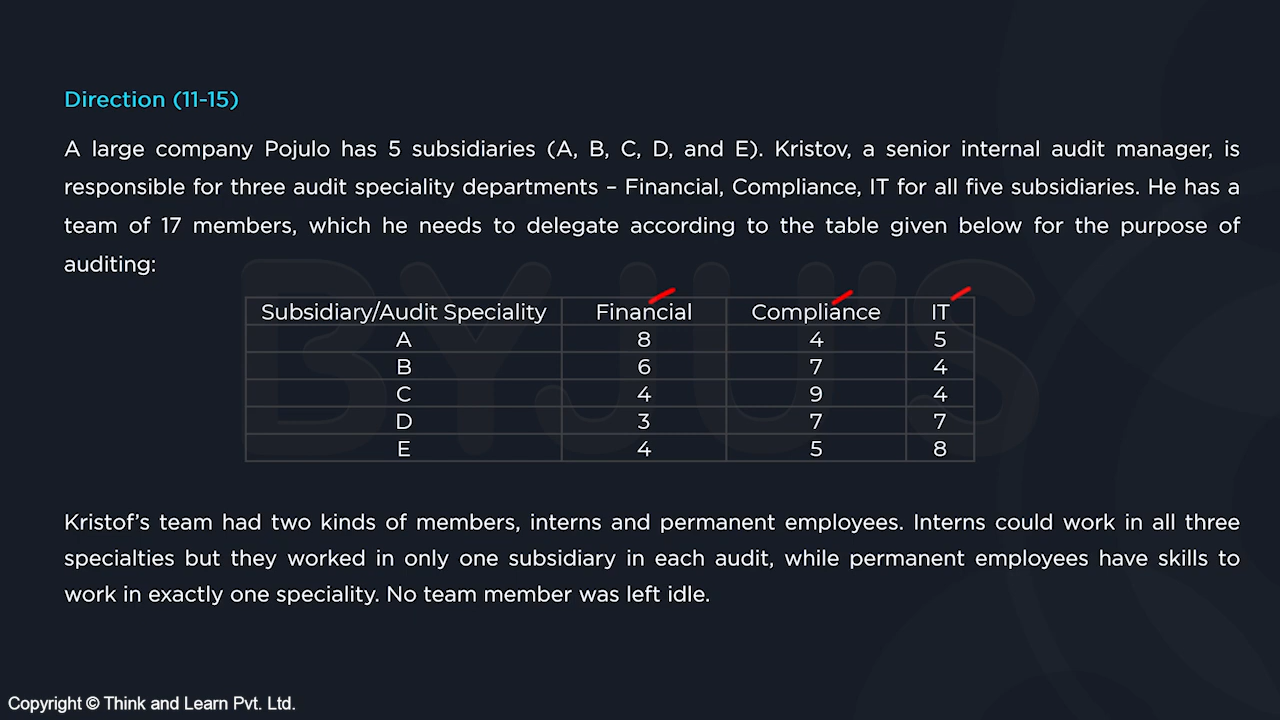 Direction (11-15)
A large company Pojulo has 5 subsidiaries (A, B, C, D, and E). Kristov, a senior internal audit manager, is
responsible for three audit speciality departments – Financial, Compliance, IT for all five subsidiaries. He has a
team of 17 members, which he needs to delegate according to the table given below for the purpose of
auditing:
BYJU'S
Subsidiary/Audit Speciality Financial Compliance IT
A 8 4 5
B 6 7 4
C 4 9 4
D 3 7 7
E 4 5 8
Kristof's team had two kinds of members, interns and permanent employees. Interns could work in all three
specialties but they worked in only one subsidiary in each audit, while permanent employees have skills to
work in exactly one speciality. No team member was left idle.
Copyright © Think and Learn Pvt. Ltd.